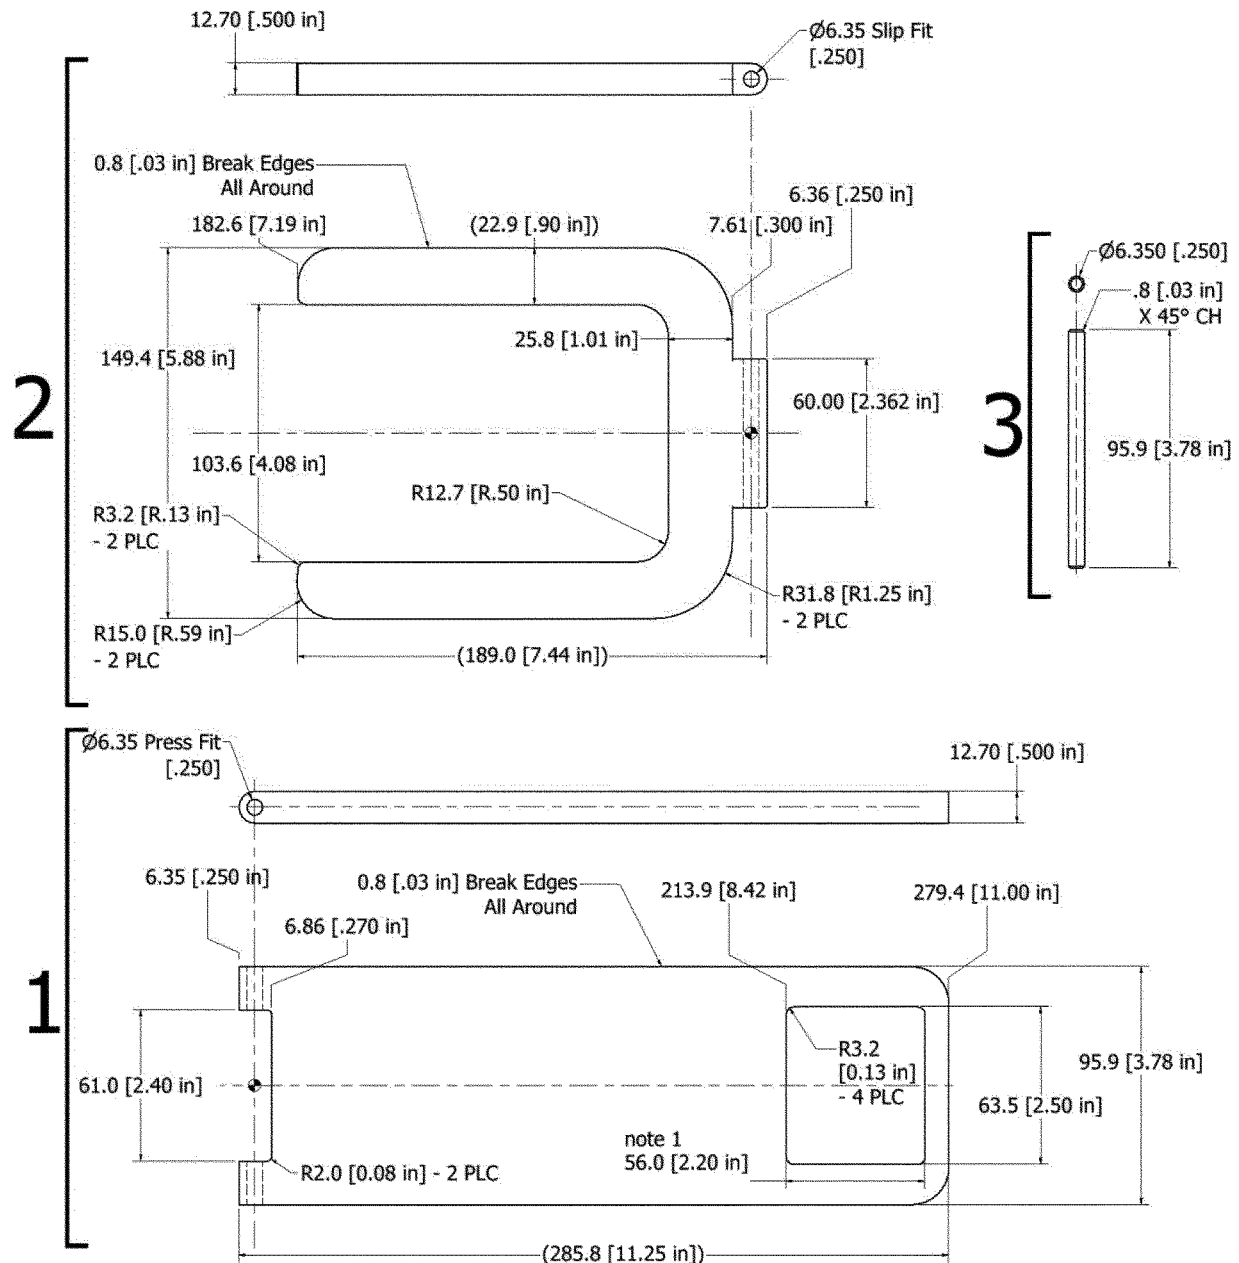 12.70 [.500 in]
Ø6.35 Slip Fit
[.250]
2
0.8 [.03 in] Break Edges
All Around
182.6 [7.19 in]
(22.9 [.90 in])
7.61 [.300 in]
6.36 [.250 in]
149.4 [5.88 in]
25.8 [1.01 in]
60.00 [2.362 in]
103.6 [4.08 in]
R12.7 [R.50 in]
R3.2 [R.13 in]
- 2 PLC
R15.0 [R.59 in]
- 2 PLC
R31.8 [R1.25 in]
- 2 PLC
(189.0 [7.44 in])
3
Ø6.350 [.250]
.8 [.03 in]
X 45° CH
95.9 [3.78 in]
1
Ø6.35 Press Fit
[.250]
12.70 [.500 in]
6.35 [.250 in]
6.86 [.270 in]
0.8 [.03 in] Break Edges
All Around
213.9 [8.42 in]
279.4 [11.00 in]
61.0 [2.40 in]
R2.0 [0.08 in] - 2 PLC
R3.2
[0.13 in]
- 4 PLC
note 1
56.0 [2.20 in]
63.5 [2.50 in]
95.9 [3.78 in]
(285.8 [11.25 in])